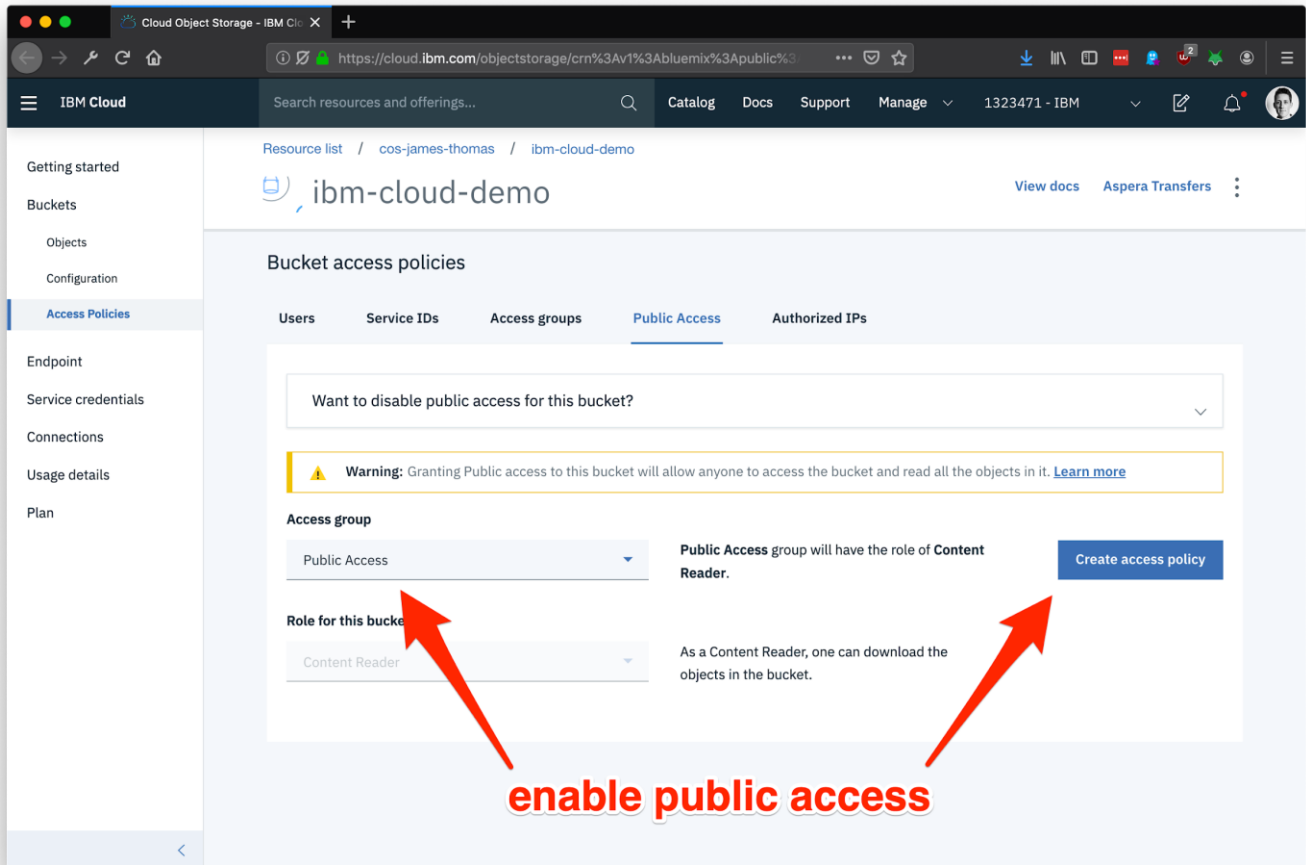 Cloud Object Storage - IBM Clo
https://cloud.ibm.com/objectstorage/crn%3Av1%3Abluemix%3Apublic%3
2
IBM Cloud
Search resources and offerings...
Catalog
Docs
Support
Manage
1323471 - IBM
Getting started
Buckets
Objects
Configuration
Access Policies
Endpoint
Service credentials
Connections
Usage details
Plan
Resource list / cos-james-thomas / ibm-cloud-demo
ibm-cloud-demo
View docs
Aspera Transfers
Bucket access policies
Users
Service IDs
Access groups
Public Access
Authorized IPs
Want to disable public access for this bucket?
Warning: Granting Public access to this bucket will allow anyone to access the bucket and read all the objects in it. Learn more
Access group
Public Access
Public Access group will have the role of Content
Reader.
Create access policy
Role for this bucke
Content Reader
As a Content Reader, one can download the
objects in the bucket.
enable public access